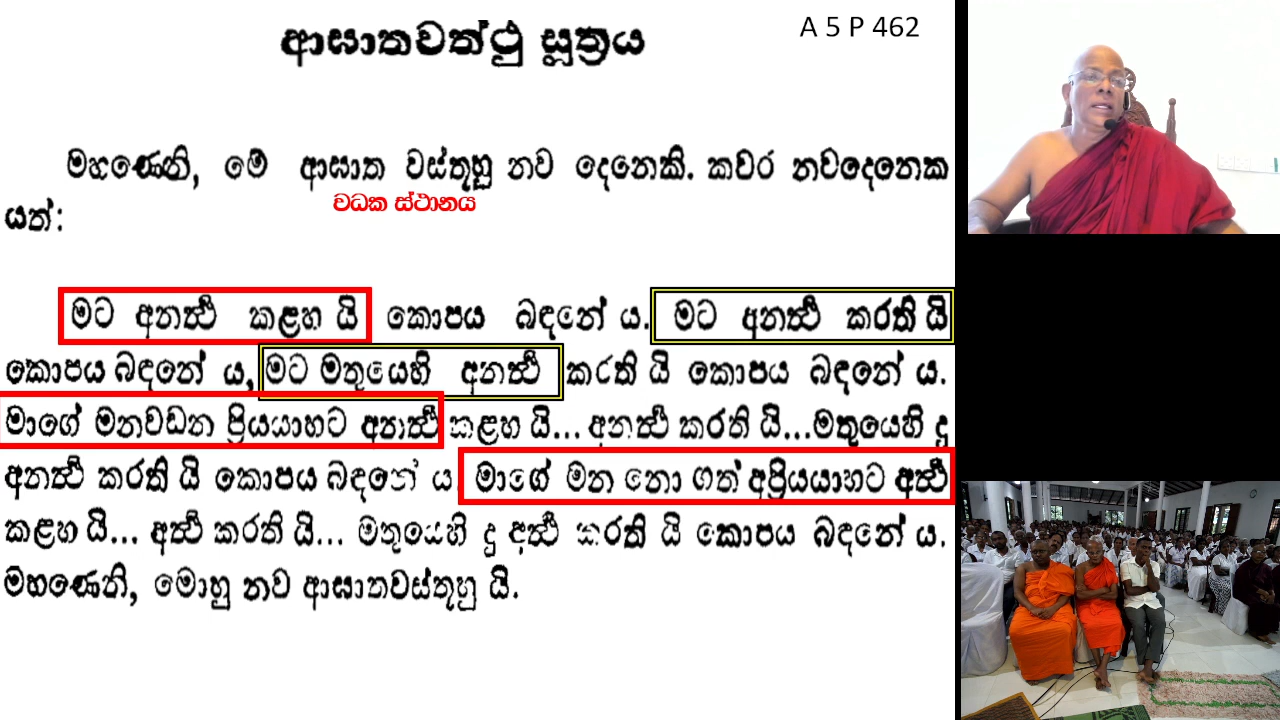 ආඝාතවත්ථු සූත්‍රය
A 5 P 462
මහණෙනි, මේ ආඝාත වස්තූහු නව දෙනෙකි. කවර නවදෙනෙක
වධක ස්ථානය
යත්:
මට අනර්‍ත්‍ථ කළහ යි කොපය බඳනේ ය. මට අනර්‍ත්‍ථ කරති යි
කොපය බඳනේ ය, මට මතුයෙහි අනර්‍ත්‍ථ කරති යි කොපය බඳනේ ය.
මාගේ මනවඩන ප්‍රියයාහට අනර්‍ත්‍ථ කළහ යි... අනර්‍ත්‍ථ කරති යි...මතුයෙහි දු
අනර්‍ත්‍ථ කරති යි කොපය බඳනේ ය. මාගේ මන නො ගත් අප්‍රියයාහට අර්‍ත්‍ථ
කළහ යි... අර්‍ත්‍ථ කරති යි... මතුයෙහි දු අර්‍ත්‍ථ කරති යි කොපය බඳනේ ය.
මහණෙනි, මොහු නව ආඝාතවස්තූහු යි.